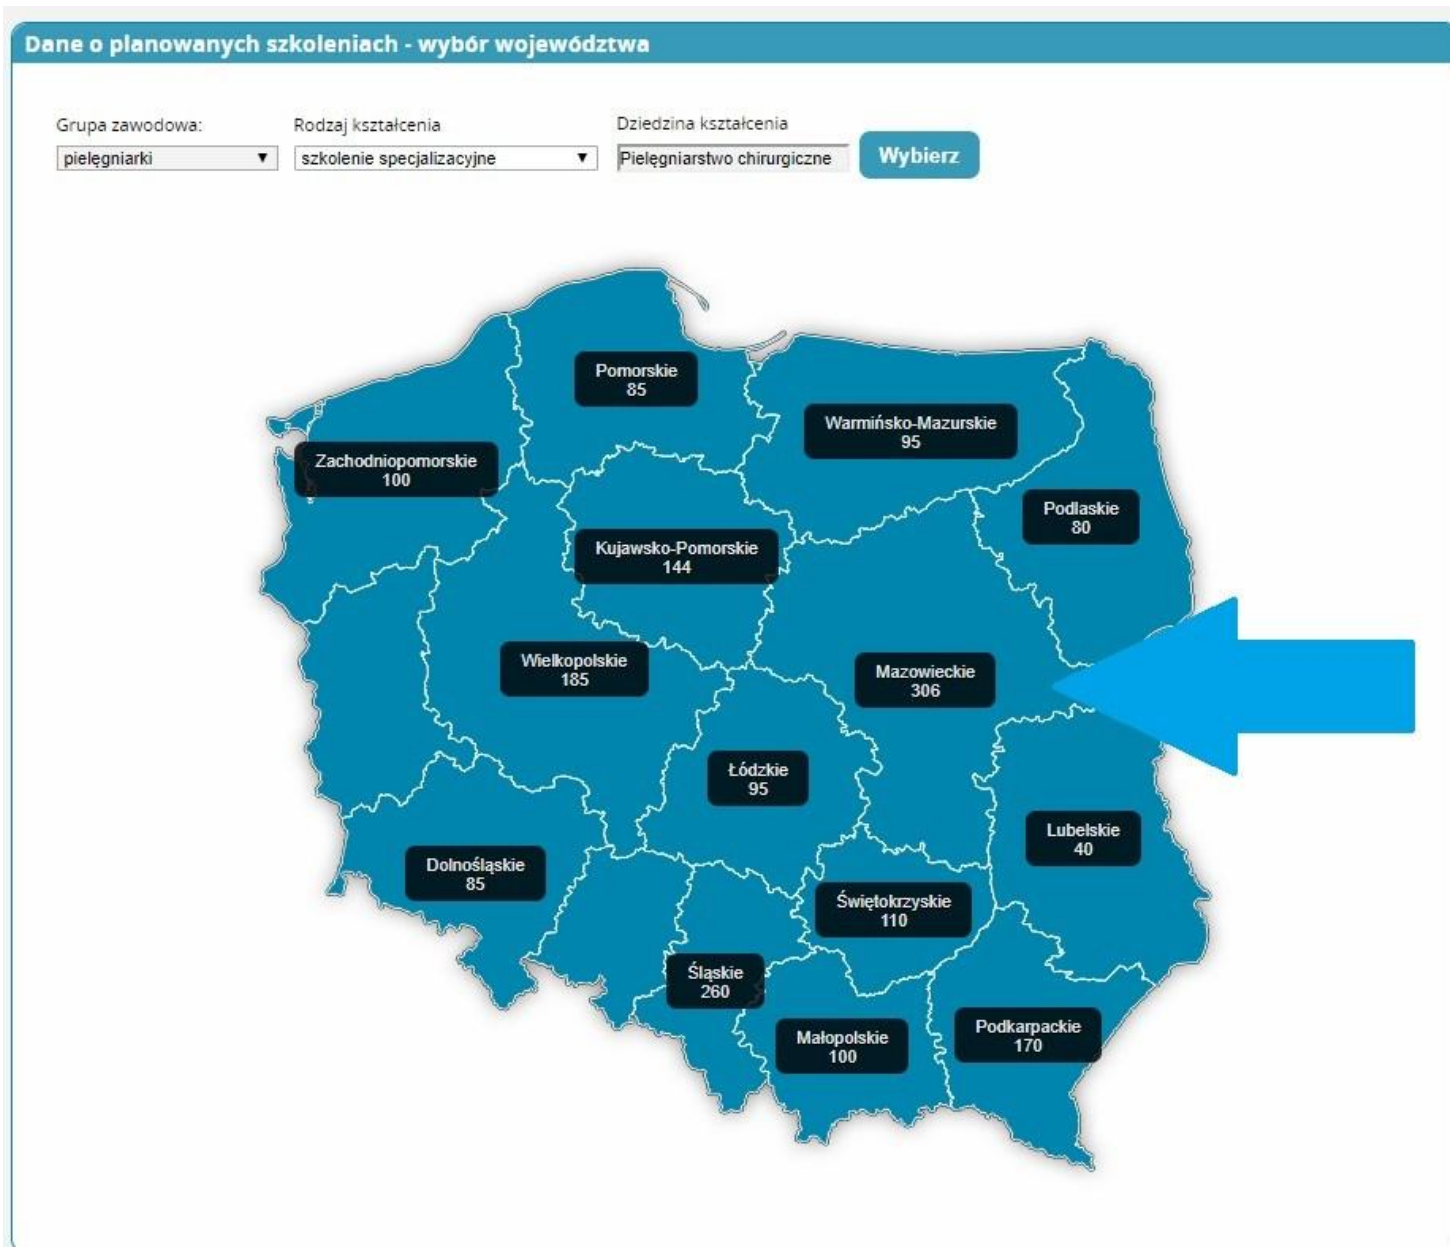 Dane o planowanych szkoleniach - wybór województwa
Grupa zawodowa:
Rodzaj kształcenia
Dziedzina kształcenia
pielęgniarki
szkolenie specjalizacyjne
Pielęgniarstwo chirurgiczne
Wybierz
Pomorskie
85
Warmińsko-Mazurskie
95
Zachodniopomorskie
100
Podlaskie
80
Kujawsko-Pomorskie
144
Wielkopolskie
185
Mazowieckie
306
Łódzkie
95
Lubelskie
40
Dolnośląskie
85
Świętokrzyskie
110
Śląskie
260
Podkarpackie
170
Małopolskie
100